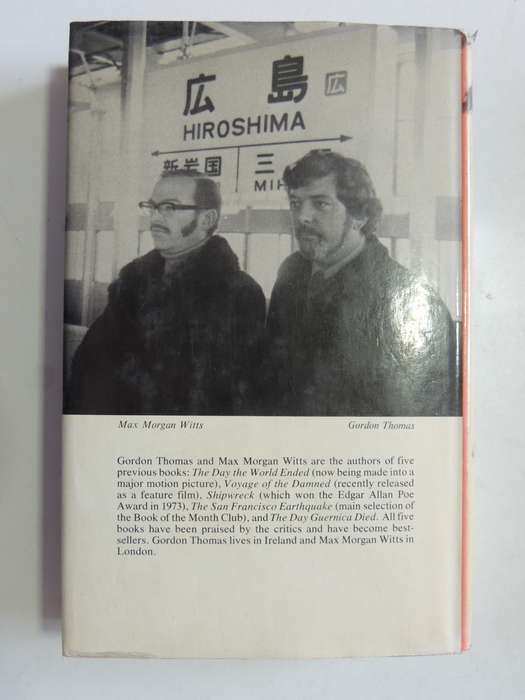 広島 広
HIROSHIMA
新岩国 三
MIH
Max Morgan Witts Gordon Thomas
Gordon Thomas and Max Morgan Witts are the authors of five
previous books: The Day the World Ended (now being made into a
major motion picture), Voyage of the Damned (recently released
as a feature film), Shipwreck (which won the Edgar Allan Poe
Award in 1973), The San Francisco Earthquake (main selection of
the Book of the Month Club), and The Day Guernica Died. All five
books have been praised by the critics and have become best-
sellers. Gordon Thomas lives in Ireland and Max Morgan Witts in
London.